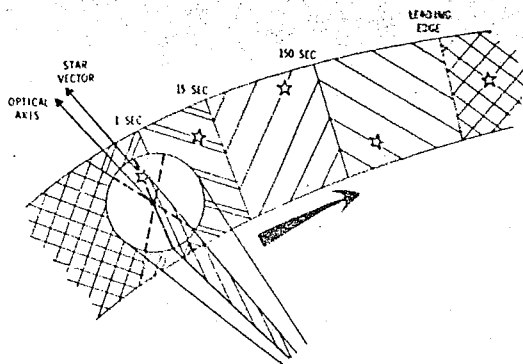 LEADING
EDGE
150 SEC
STAR
VECTOR
15 SEC
OPTICAL
AXIS
1 SEC